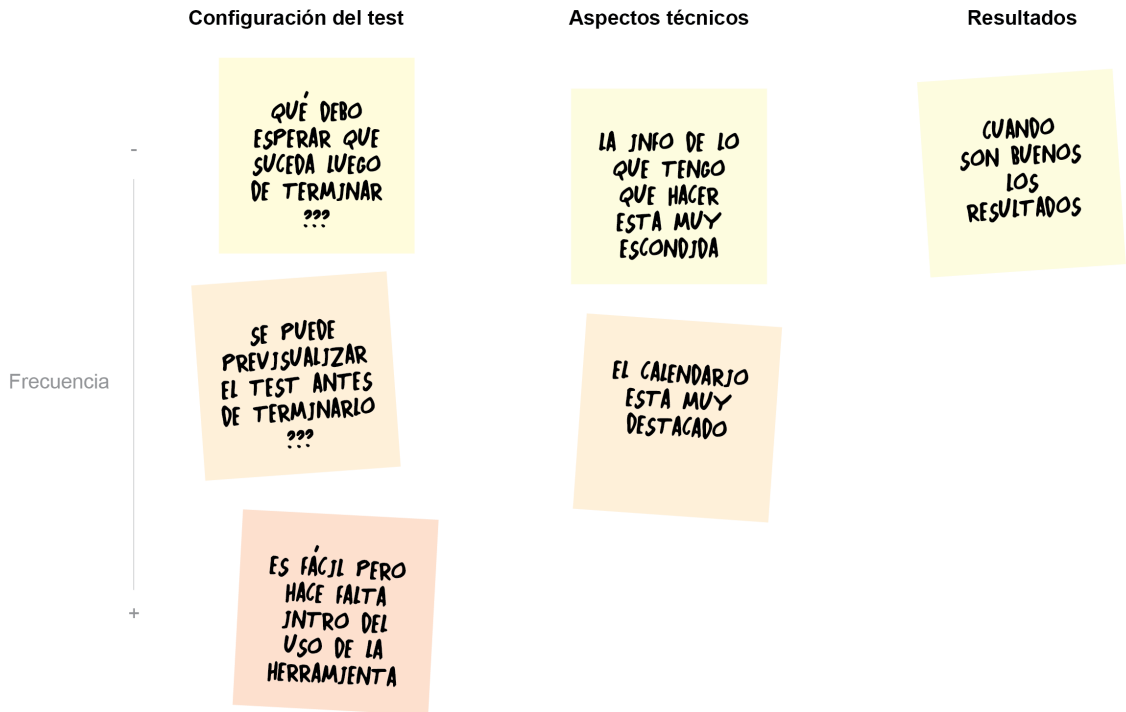 Configuración del test
Aspectos técnicos
Resultados
QUÉ DEBO
ESPERAR QUE
SUCEDA LUEGO
DE TERMINAR
???
LA INFO DE LO
QUE TENGO
QUE HACER
ESTA MUY
ESCONDIDA
CUANDO
SON BUENOS
LOS
RESULTADOS
-
SE PUEDE
PREVISUALIZAR
EL TEST ANTES
DE TERMINARLO
???
EL CALENDARIO
ESTA MUY
DESTACADO
Frecuencia
ES FÁCIL PERO
HACE FALTA
INTRO DEL
USO DE LA
HERRAMIENTA
+